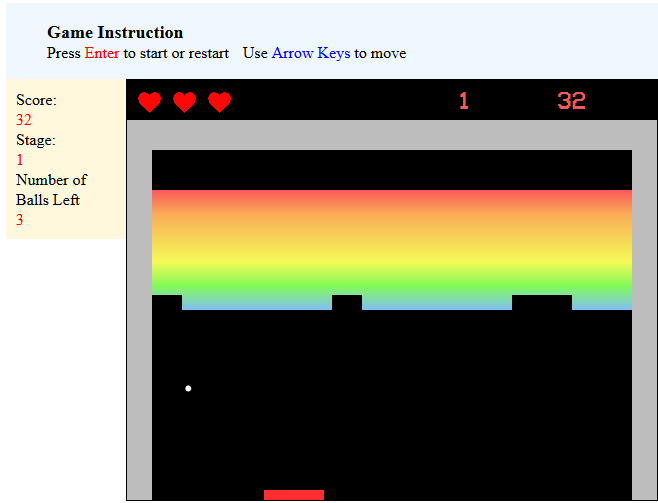 Game Instruction
Press Enter to start or restart Use Arrow Keys to move
Score:
32
Stage:
1
Number of
Balls Left
3
1 32